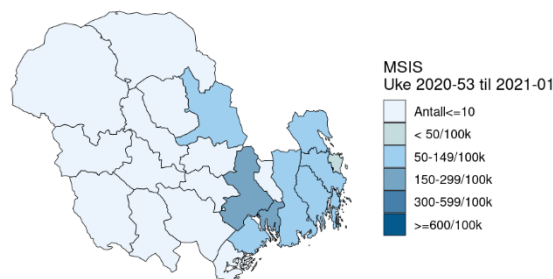 MSIS
Uke 2020-53 til 2021-01
Antall<=10
< 50/100k
50-149/100k
150-299/100k
300-599/100k
>=600/100k